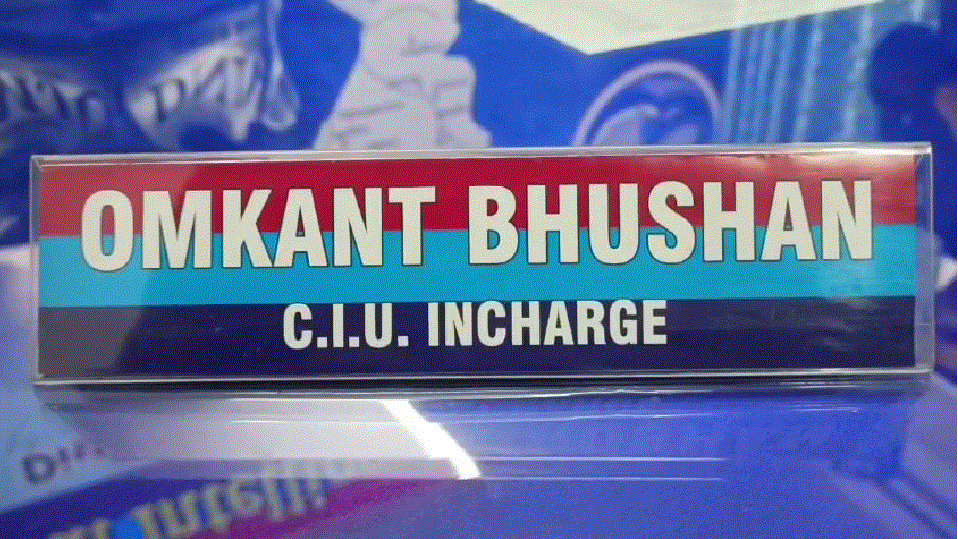 OMKANT BHUSHAN
C.I.U. INCHARGE